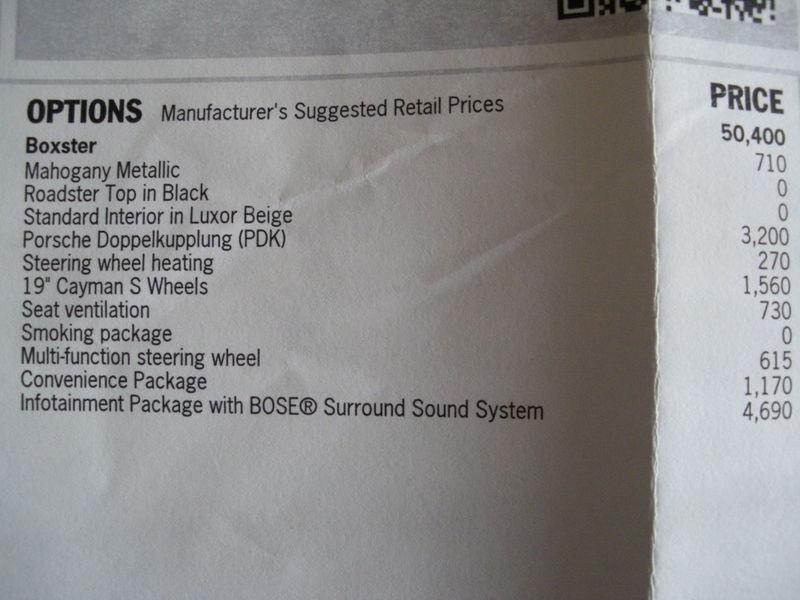 OPTIONS Manufacturer's Suggested Retail Prices PRICE
Boxster 50,400
Mahogany Metallic 710
Roadster Top in Black 0
Standard Interior in Luxor Beige 0
Porsche Doppelkupplung (PDK) 3,200
Steering wheel heating 270
19" Cayman S Wheels 1,560
Seat ventilation 730
Smoking package 0
Multi-function steering wheel 615
Convenience Package 1,170
Infotainment Package with BOSE® Surround Sound System 4,690